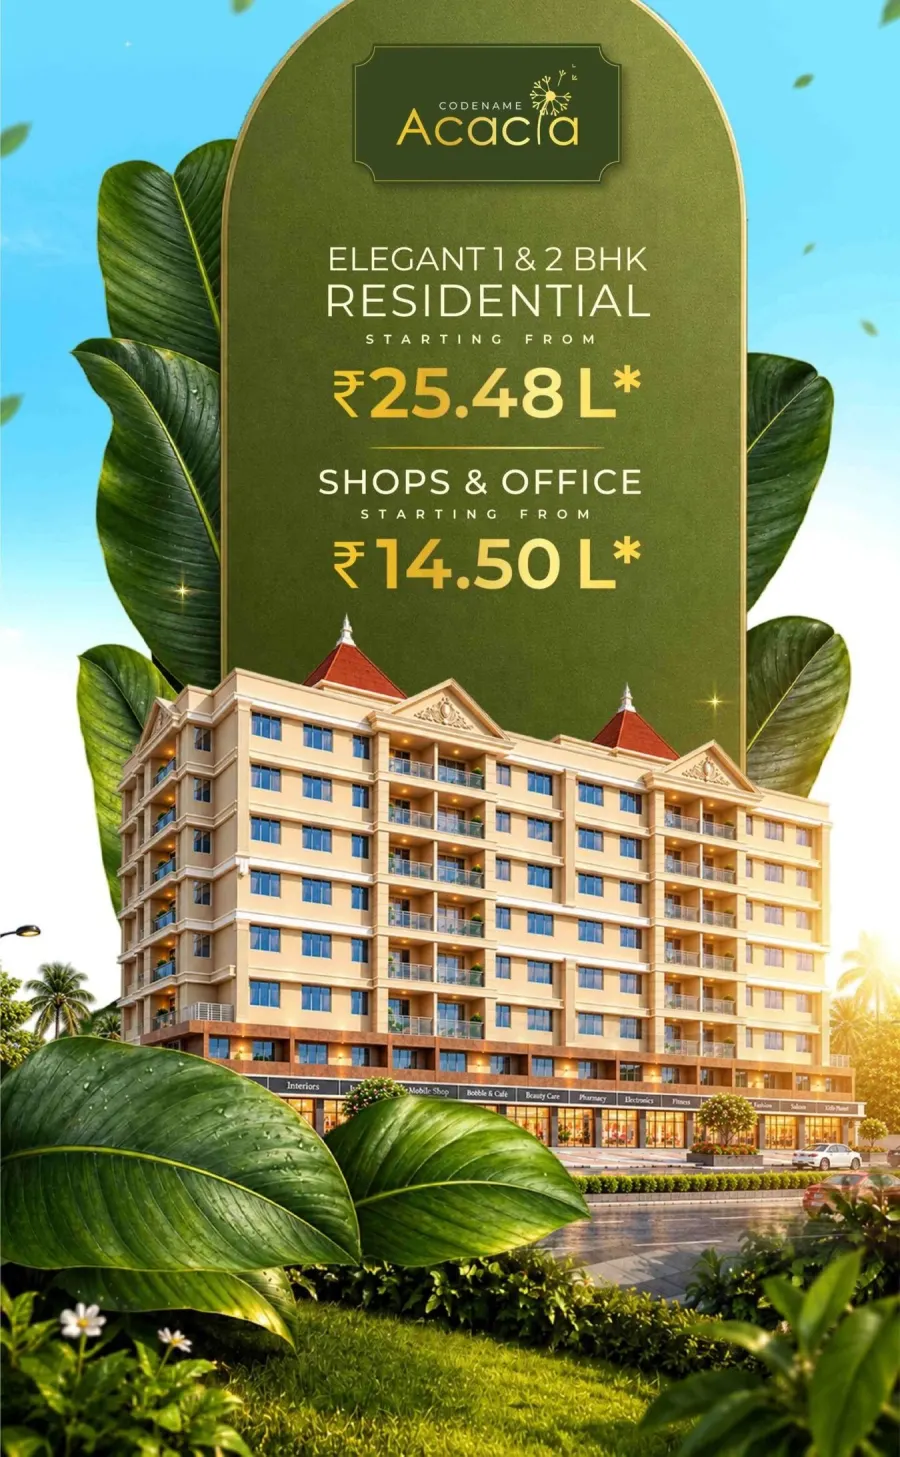 CODENAME
Acacia
ELEGANT 1 & 2 BHK
RESIDENTIAL
STARTING FROM
₹25.48 L*
SHOPS & OFFICE
STARTING FROM
₹14.50 L*
Interiors
Mobile Shop
Bobble & Cafe
Beauty Care
Pharmacy
Electronics
Fitness
Fashion